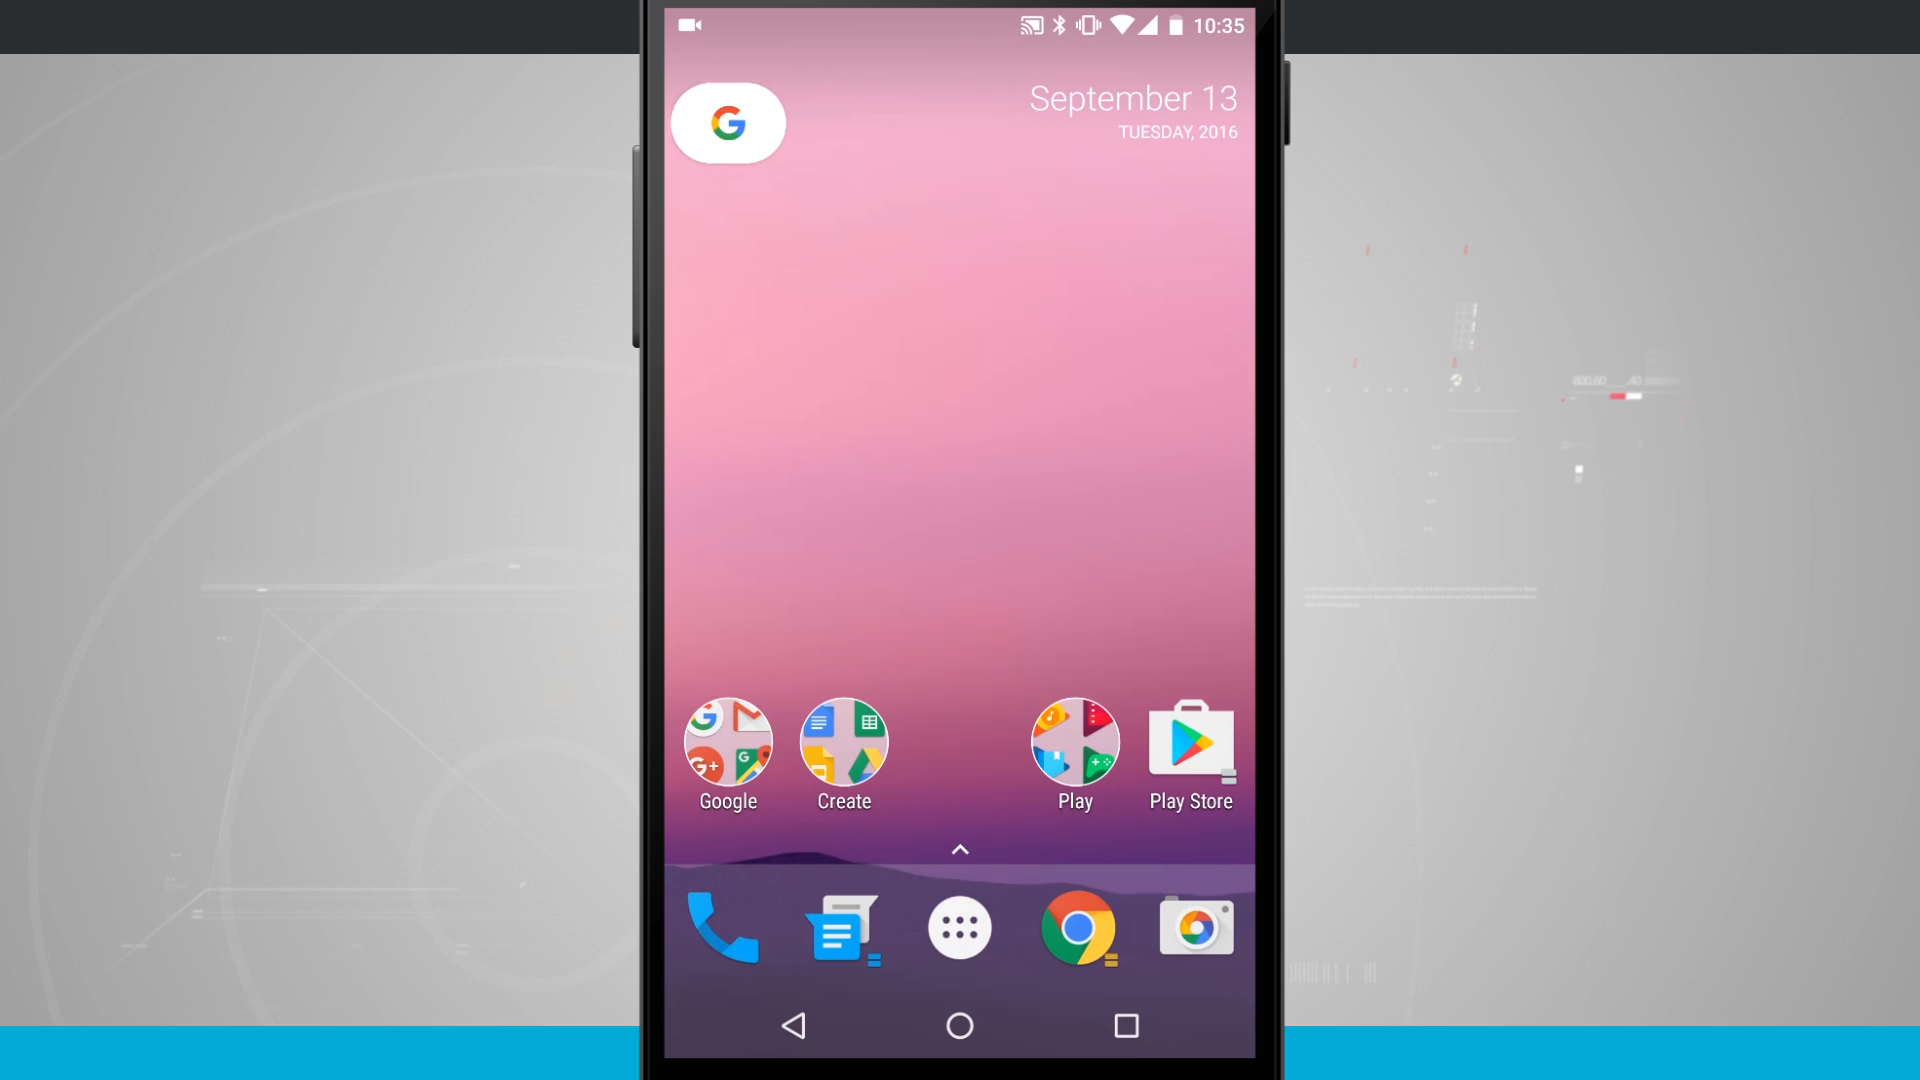 10:35
September 13
TUESDAY, 2016
Google
Create
Play
Play Store